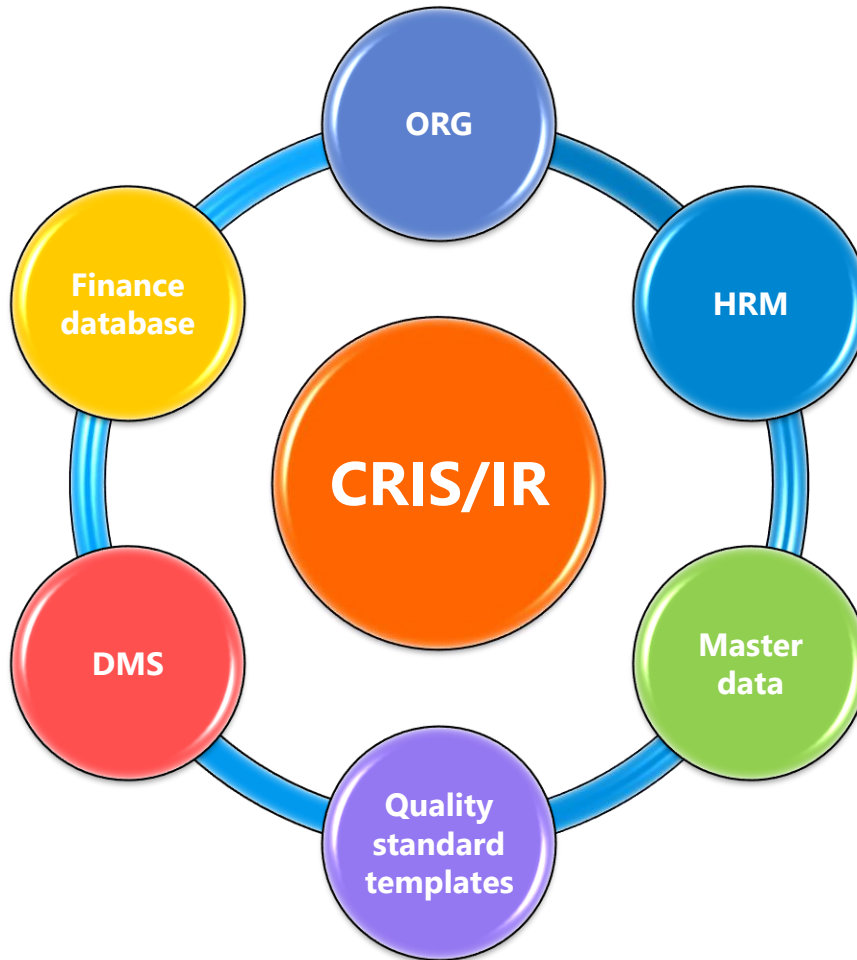 ORG
HRM
Master
data
Quality
standard
templates
DMS
Finance
database
CRIS/IR